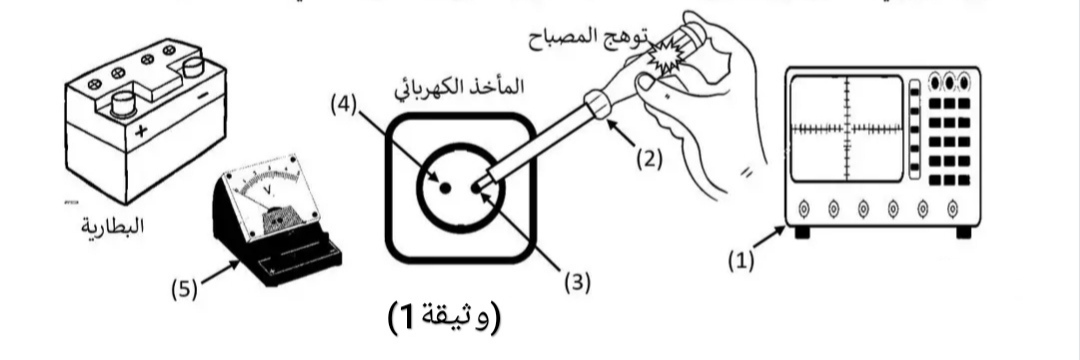 توهج المصباح
المأخذ الكهربائي
(4)
(2)
+
−
V
البطارية
(5)
(3)
(1)
(وثيقة 1)